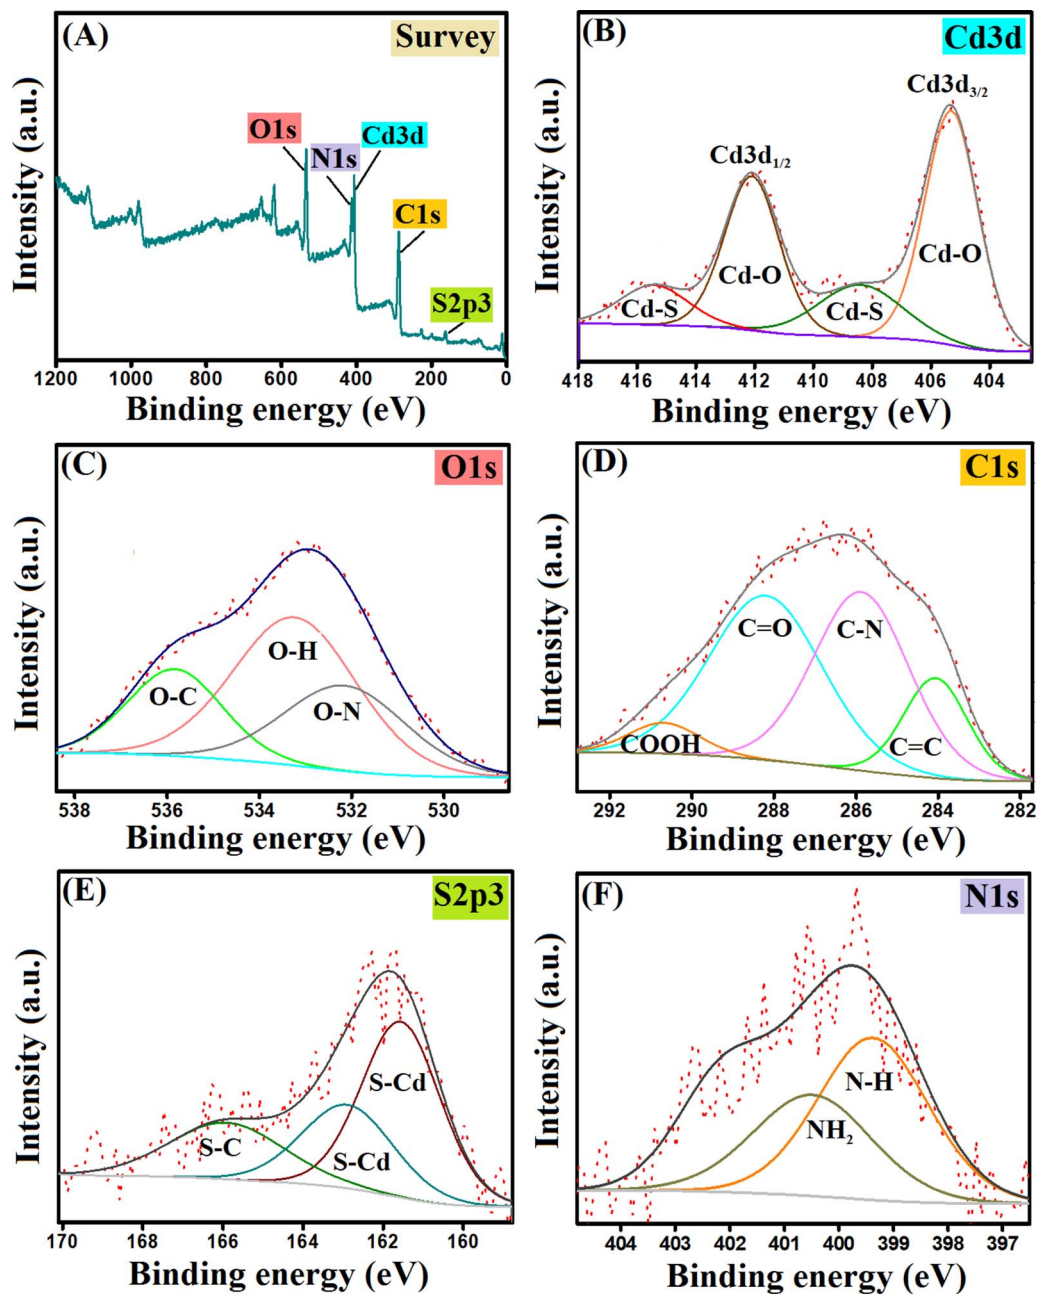 (A)
Survey
O1s
N1s
Cd3d
C1s
S2p3
Intensity (a.u.)
1200 1000 800 600 400 200 0
Binding energy (eV)
(B)
Cd3d
Cd3d3/2
Cd3d1/2
Cd-S
Cd-O
Cd-S
Cd-O
Intensity (a.u.)
418 416 414 412 410 408 406 404
Binding energy (eV)
(C)
O1s
O-C
O-H
O-N
Intensity (a.u.)
538 536 534 532 530
Binding energy (eV)
(D)
C1s
C=O
C-N
COOH
C=C
Intensity (a.u.)
292 290 288 286 284 282
Binding energy (eV)
(E)
S2p3
S-C
S-Cd
S-Cd
Intensity (a.u.)
170 168 166 164 162 160
Binding energy (eV)
(F)
N1s
N-H
NH2
Intensity (a.u.)
404 403 402 401 400 399 398 397
Binding energy (eV)